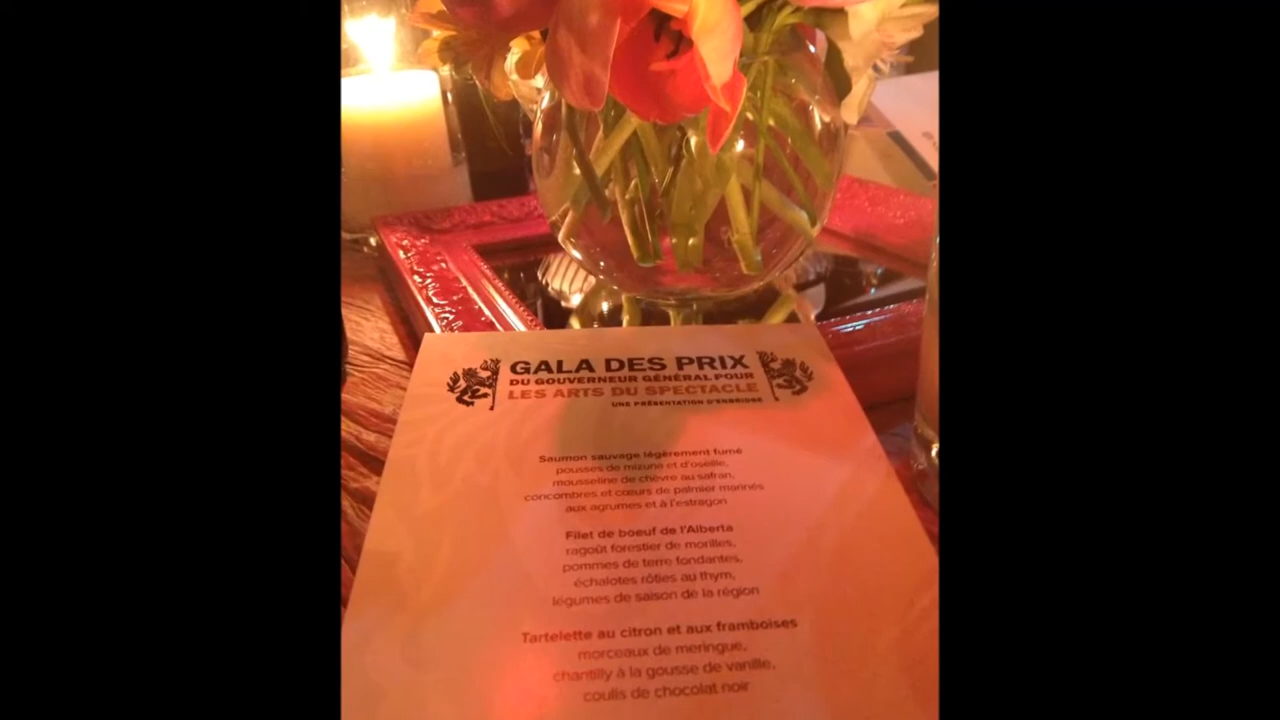 GALA DES PRIX
DU GOUVERNEUR GÉNÉRAL POUR
LES ARTS DU SPECTACLE
UNE PRÉSENTATION D'ENBRIDGE
Saumon sauvage légèrement fumé
pousses de mizuna et d'oseille,
mousseline de chèvre au safran,
concombres et cœurs de palmier marinés
aux agrumes et à l'estragon
Filet de boeuf de l'Alberta
ragoût forestier de morilles,
pommes de terre fondantes,
échalotes rôties au thym,
légumes de saison de la région
Tartelette au citron et aux framboises
morceaux de meringue,
chantilly à la gousse de vanille,
coulis de chocolat noir